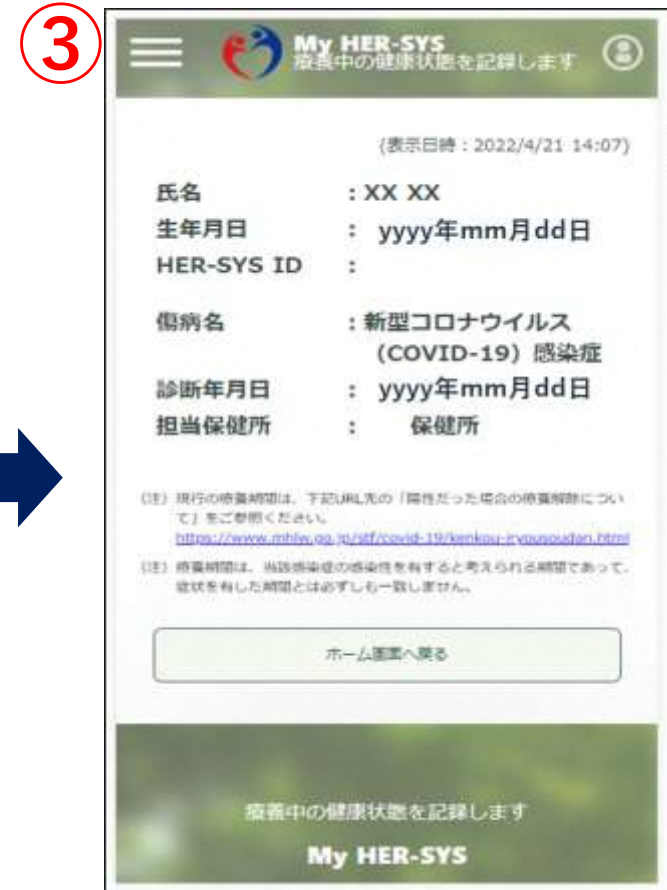 ③
My HER-SYS
療養中の健康状態を記録します
(表示日時：2022/4/21 14:07)
氏名 ：XX XX
生年月日 ： yyyy年mm月dd日
HER-SYS ID ：
傷病名 ：新型コロナウイルス
(COVID-19) 感染症
診断年月日 ： yyyy年mm月dd日
担当保健所 ： 保健所
(注) 現行の療養期間は、下記URL先の「陽性だった場合の療養解除につい
て」をご参照ください。
https://www.mhlw.go.jp/stf/covid-19/kenkou-iryousoudan.html
(注) 療養期間は、当該感染症の感染性を有すると考えられる期間であって、
症状を有した期間とは必ずしも一致しません。
ホーム画面へ戻る
療養中の健康状態を記録します
My HER-SYS